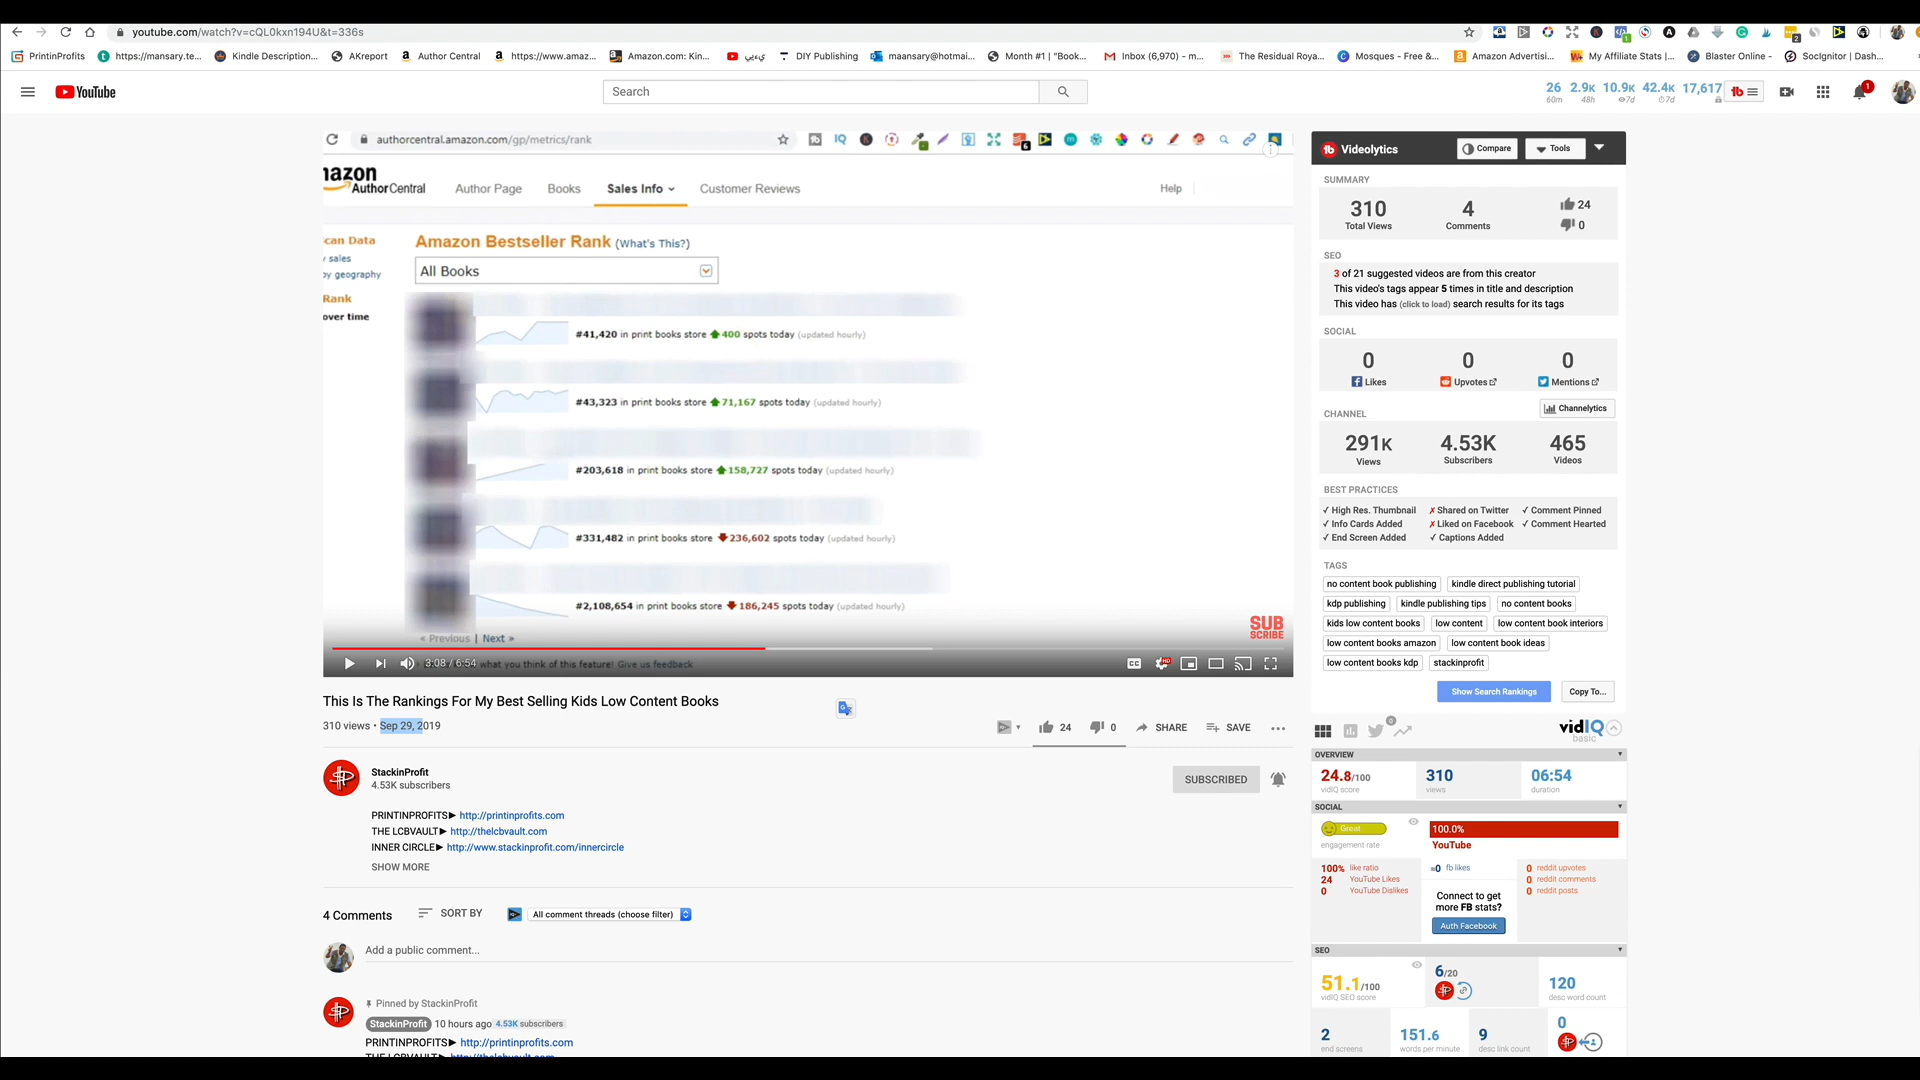 youtube.com/watch?v=cQL0kxn194U&t=336s
PrintinProfits
https://mansary.te...
Kindle Description...
AKreport
Author Central
https://www.amaz...
Amazon.com: Kin...
DIY Publishing
maansary@hotmai...
Month #1 | "Book...
Inbox (6,970) – m...
The Residual Roya...
Mosques - Free &...
Amazon Advertisi...
My Affiliate Stats |...
Blaster Online -
SocIgnitor | Dash...
YouTube
Search
26 2.9K 10.9K 42.4K 17,617
60m 48h 7d 7d
1
authorcentral.amazon.com/gp/metrics/rank
nazon
AuthorCentral
Author Page
Books
Sales Info
Customer Reviews
Help
can Data
y sales
by geography
Rank
over time
Amazon Bestseller Rank (What's This?)
All Books
#41,420 in print books store 400 spots today (updated hourly)
#43,323 in print books store 71,167 spots today (updated hourly)
#203,618 in print books store 158,727 spots today (updated hourly)
#331,482 in print books store 236,602 spots today (updated hourly)
#2,108,654 in print books store 186,245 spots today (updated hourly)
« Previous | Next »
SUB
SCRIBE
3:08 / 6:54
what you think of this feature! Give us feedback
This Is The Rankings For My Best Selling Kids Low Content Books
310 views • Sep 29, 2019
24
0
SHARE
SAVE
StackinProfit
4.53K subscribers
SUBSCRIBED
PRINTINPROFITS► http://printinprofits.com
THE LCBVAULT► http://thelcbvault.com
INNER CIRCLE► http://www.stackinprofit.com/innercircle
SHOW MORE
4 Comments
SORT BY
All comment threads (choose filter)
Add a public comment...
Pinned by StackinProfit
StackinProfit 10 hours ago 4.53K subscribers
PRINTINPROFITS► http://printinprofits.com
THE LCBVAULT► http://thelcbvault.com
Videolytics
Compare
Tools
SUMMARY
310
Total Views
4
Comments
24
0
SEO
3 of 21 suggested videos are from this creator
This video's tags appear 5 times in title and description
This video has (click to load) search results for its tags
SOCIAL
0
Likes
0
Upvotes
0
Mentions
CHANNEL
Channelytics
291K
Views
4.53K
Subscribers
465
Videos
BEST PRACTICES
✓ High Res. Thumbnail ✗ Shared on Twitter ✓ Comment Pinned
✓ Info Cards Added ✗ Liked on Facebook ✓ Comment Hearted
✓ End Screen Added ✓ Captions Added
TAGS
no content book publishing
kindle direct publishing tutorial
kdp publishing
kindle publishing tips
no content books
kids low content books
low content
low content book interiors
low content books amazon
low content book ideas
low content books kdp
stackinprofit
Show Search Rankings
Copy To...
0
vidIQ
basic
OVERVIEW
24.8/100
vidIQ score
310
views
06:54
duration
SOCIAL
Great
engagement rate
100.0%
YouTube
100% like ratio
24 YouTube Likes
0 YouTube Dislikes
≈0 fb likes
Connect to get
more FB stats?
Auth Facebook
0 reddit upvotes
0 reddit comments
0 reddit posts
SEO
51.1/100
vidIQ SEO score
6/20
120
desc word count
2
end screens
151.6
words per minute
9
desc link count
0